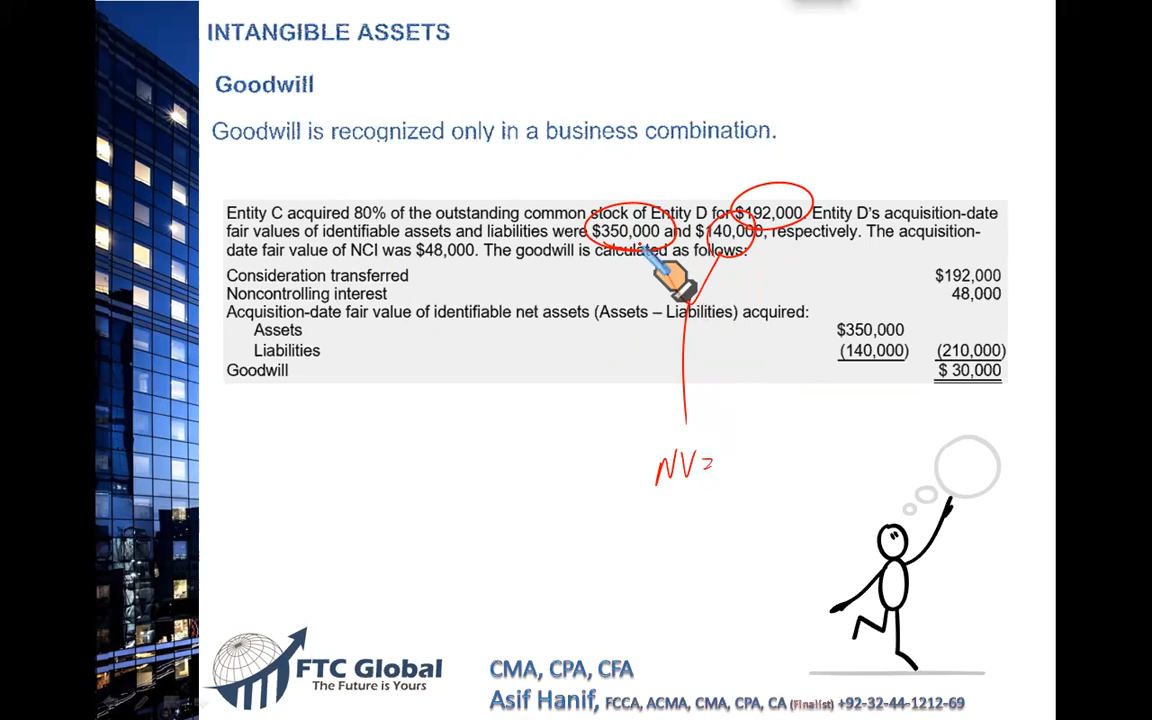 INTANGIBLE ASSETS
Goodwill
Goodwill is recognized only in a business combination.
Entity C acquired 80% of the outstanding common stock of Entity D for $192,000. Entity D's acquisition-date
fair values of identifiable assets and liabilities were $350,000 and $140,000, respectively. The acquisition-
date fair value of NCI was $48,000. The goodwill is calculated as follows:
Consideration transferred $192,000
Noncontrolling interest 48,000
Acquisition-date fair value of identifiable net assets (Assets – Liabilities) acquired:
Assets $350,000
Liabilities (140,000) (210,000)
Goodwill $ 30,000
NV=
FTC Global
The Future is Yours
CMA, CPA, CFA
Asif Hanif, FCCA, ACMA, CMA, CPA, CA (Finalist) +92-32-44-1212-69